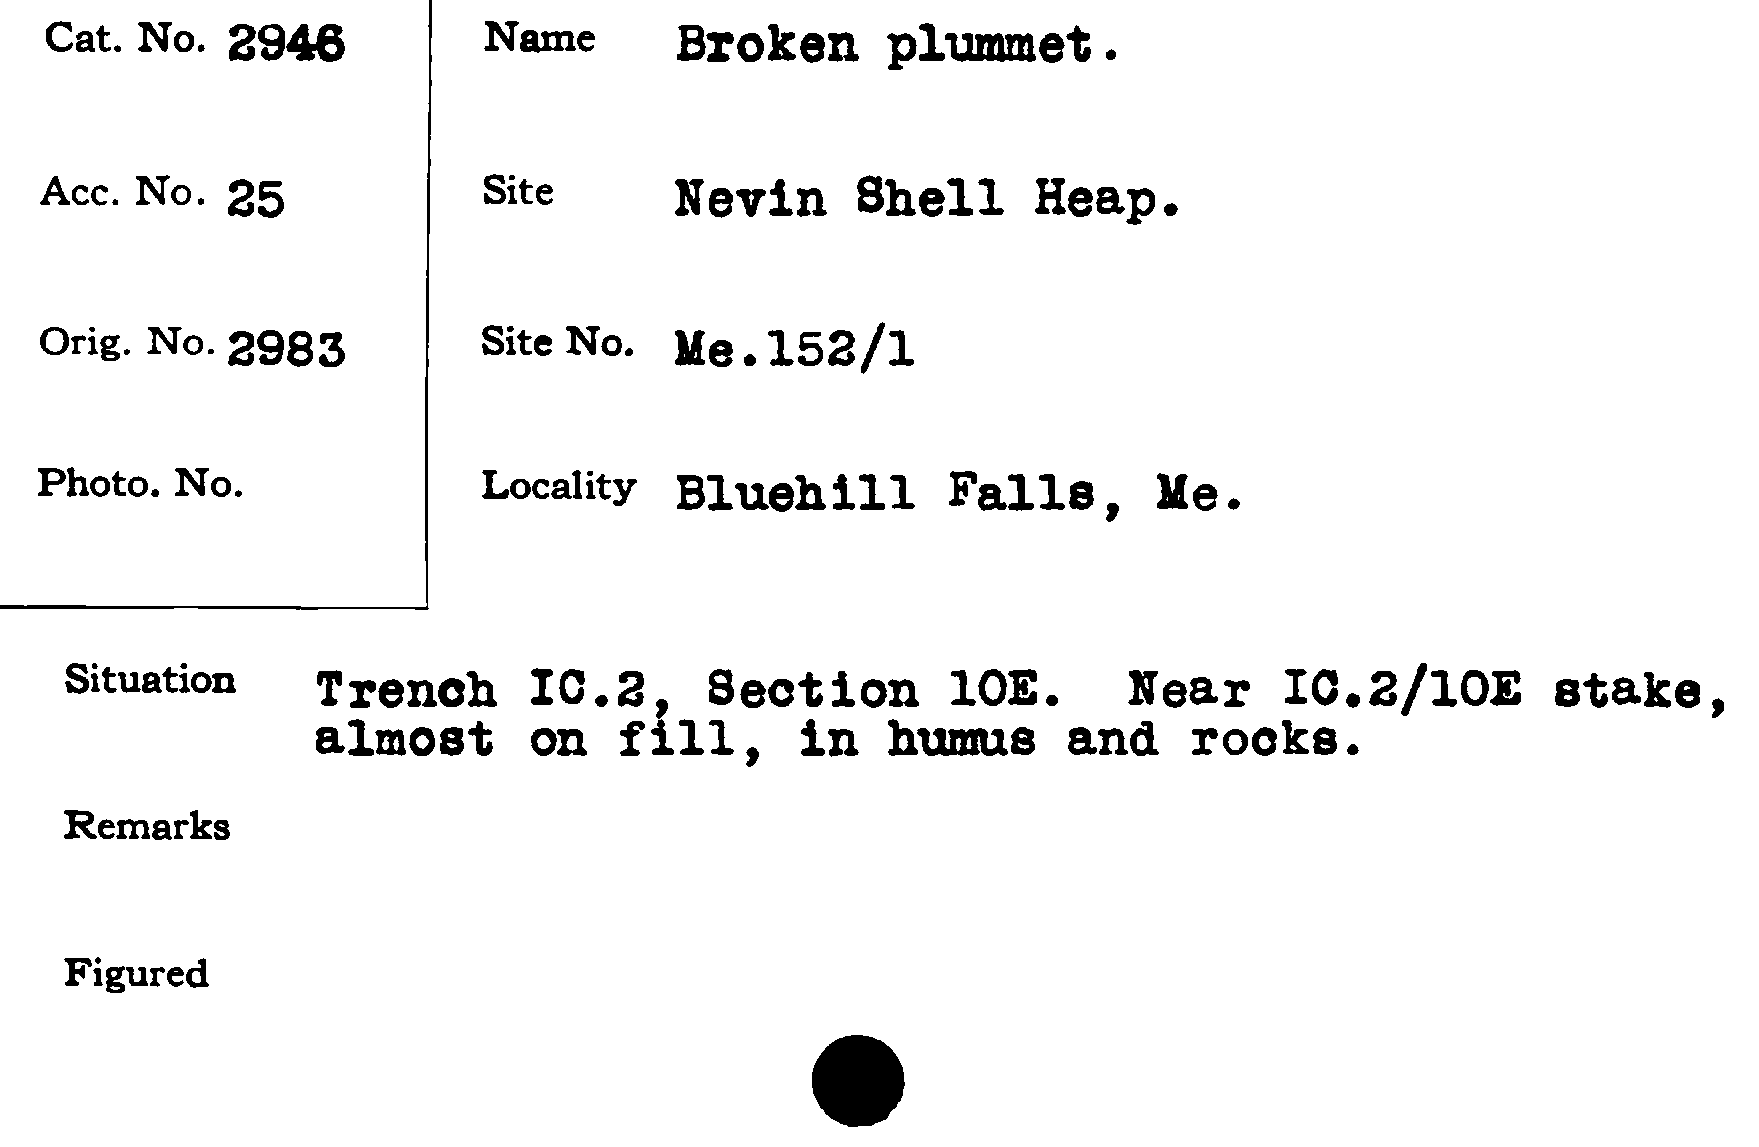 Cat. No. 2946
Acc. No. 25
Orig. No. 2983
Photo. No.
Name Broken plummet.
Site Nevin Shell Heap.
Site No. Me.152/1
Locality Bluehill Falls, Me.
Situation Trench IC.2, Section 10E. Near IC.2/10E stake,
almost on fill, in humus and rocks.
Remarks
Figured